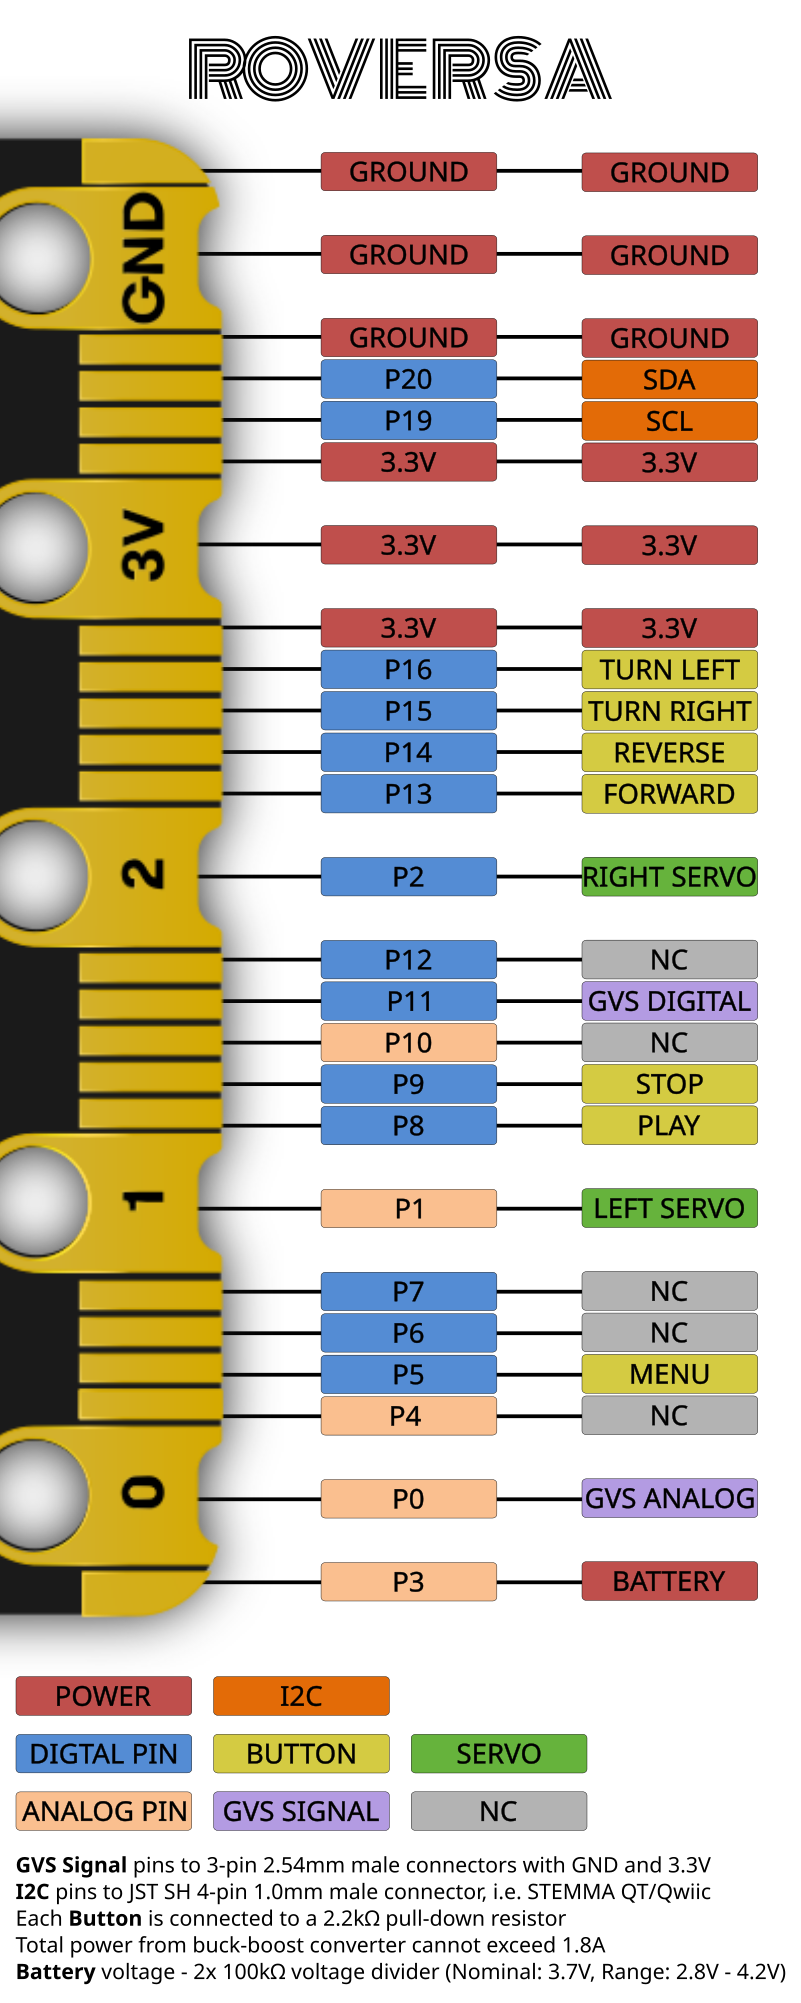 ROVERSA
GROUND GROUND
GND GROUND GROUND
GROUND GROUND
P20 SDA
P19 SCL
3.3V 3.3V
3V 3.3V 3.3V
3.3V 3.3V
P16 TURN LEFT
P15 TURN RIGHT
P14 REVERSE
P13 FORWARD
2 P2 RIGHT SERVO
P12 NC
P11 GVS DIGITAL
P10 NC
P9 STOP
P8 PLAY
1 P1 LEFT SERVO
P7 NC
P6 NC
P5 MENU
P4 NC
0 P0 GVS ANALOG
P3 BATTERY
POWER I2C
DIGTAL PIN BUTTON SERVO
ANALOG PIN GVS SIGNAL NC
GVS Signal pins to 3-pin 2.54mm male connectors with GND and 3.3V
I2C pins to JST SH 4-pin 1.0mm male connector, i.e. STEMMA QT/Qwiic
Each Button is connected to a 2.2kΩ pull-down resistor
Total power from buck-boost converter cannot exceed 1.8A
Battery voltage - 2x 100kΩ voltage divider (Nominal: 3.7V, Range: 2.8V - 4.2V)